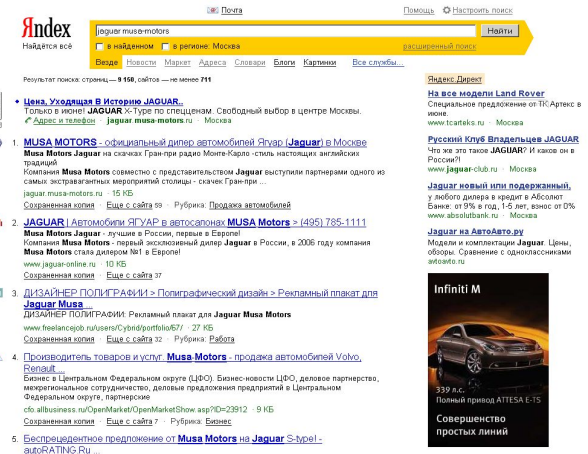 Почта
Помощь
Настроить поиск
Яndex
Найдётся всё
jaguar musa-motors
Найти
в найденном
в регионе: Москва
расширенный поиск
Везде Новости Маркет Адреса Словари Блоги Картинки Все службы...
Результат поиска: страниц — 9 150, сайтов — не менее 711
Цена, Уходящая В Историю JAGUAR..
Только в июне! JAGUAR X-Type по спецценам. Свободный выбор в центре Москвы.
Адрес и телефон · jaguar.musa-motors.ru · Москва
1. MUSA MOTORS - официальный дилер автомобилей Ягуар (Jaguar) в Москве
Musa Motors Jaguar на скачках Гран-при радио Монте-Карло -стиль настоящих английских
традиций
Компания Musa Motors совместно с представительством Jaguar выступили партнерами одного из
самых экстравагантных мероприятий столицы - скачек Гран-при ...
jaguar.musa-motors.ru · 15 КБ
Сохраненная копия · Еще с сайта 59 · Рубрика: Продажа автомобилей
2. JAGUAR | Автомобили ЯГУАР в автосалонах MUSA Motors > (495) 785-1111
Musa Motors Jaguar - лучшие в России, первые в Европе!
Компания Musa Motors - первый эксклюзивный дилер Jaguar в России, в 2006 году компания
Musa Motors стала дилером №1 в Европе!
www.jaguar-online.ru · 10 КБ
Сохраненная копия · Еще с сайта 37
3. ДИЗАЙНЕР ПОЛИГРАФИИ > Полиграфический дизайн > Рекламный плакат для
Jaguar Musa ...
ДИЗАЙНЕР ПОЛИГРАФИИ: Рекламный плакат для Jaguar Musa Motors
www.freelancejob.ru/users/Cybrid/portfolio/67/ · 27 КБ
Сохраненная копия · Еще с сайта 32 · Рубрика: Работа
4. Производитель товаров и услуг. Musa-Motors - продажа автомобилей Volvo,
Renault ...
Бизнес в Центральном Федеральном округе (ЦФО). Бизнес-новости ЦФО, деловое партнерство,
межрегиональное сотрудничество, деловые предложения предприятий в Центральном
Федеральном округе, партнерские
cfo.allbusiness.ru/OpenMarket/OpenMarketShow.asp?ID=23912 · 9 КБ
Сохраненная копия · Еще с сайта 7 · Рубрика: Бизнес
5. Беспрецедентное предложение от Musa Motors на Jaguar S-type! -
autoRATING.Ru ...
Яндекс.Директ
На все модели Land Rover
Специальное предложение от ТК Артекс в
июне.
www.tcarteks.ru · Москва
Русский Клуб Владельцев JAGUAR
Что же это такое JAGUAR? И каков он в
России?!
www.jaguar-club.ru · Москва
Jaguar новый или подержанный,
у любого дилера в кредит в Абсолют
Банке: от 9% в год, 1-5 лет, взнос от 0%
www.absolutbank.ru · Москва
Jaguar на АвтоАвто.ру
Модели и комплектации Jaguar. Цены,
обзоры. Сравнение с одноклассниками
avtoavto.ru
Infiniti M
339 л.с.
Полный привод ATTESA E-TS
Совершенство
простых линий